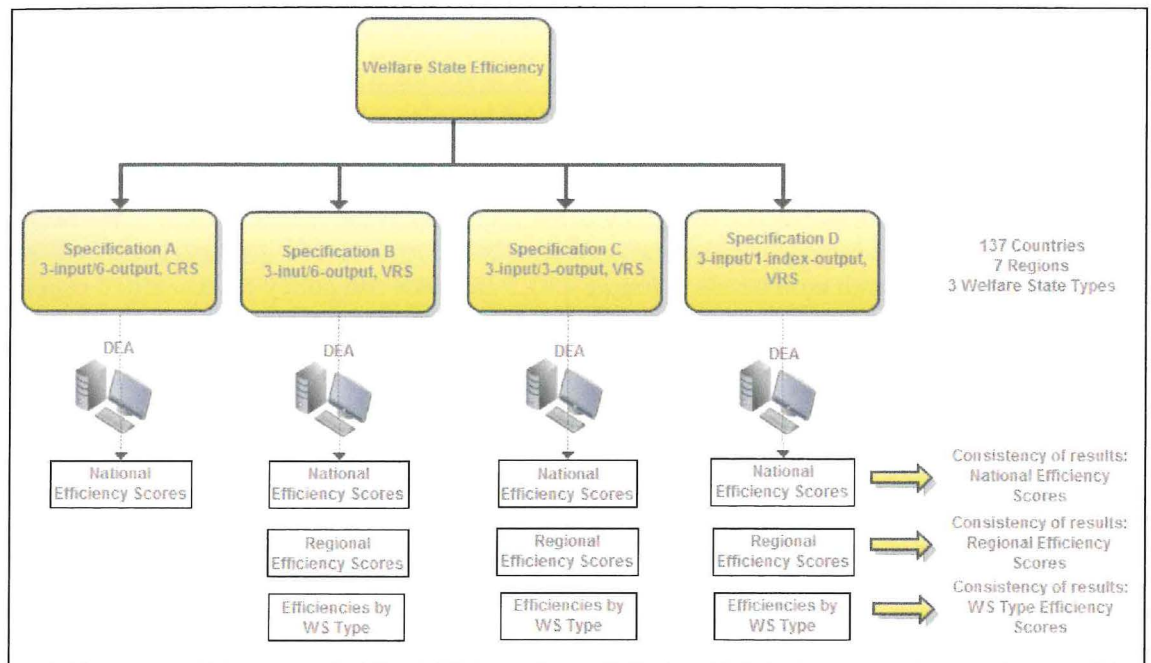 Welfare State Efficiency
Specification A
3-input/6-output, CRS
Specification B
3-inut/6-output, VRS
Specification C
3-input/3-output, VRS
Specification D
3-input/1-index-output,
VRS
137 Countries
7 Regions
3 Welfare State Types
DEA
DEA
DEA
DEA
National
Efficiency Scores
National
Efficiency Scores
National
Efficiency Scores
National
Efficiency Scores
Consistency of results:
National Efficiency
Scores
Regional
Efficiency Scores
Regional
Efficiency Scores
Regional
Efficiency Scores
Consistency of results:
Regional Efficiency
Scores
Efficiencies by
WS Type
Efficiencies by
WS Type
Efficiencies by
WS Type
Consistency of results:
WS Type Efficiency
Scores